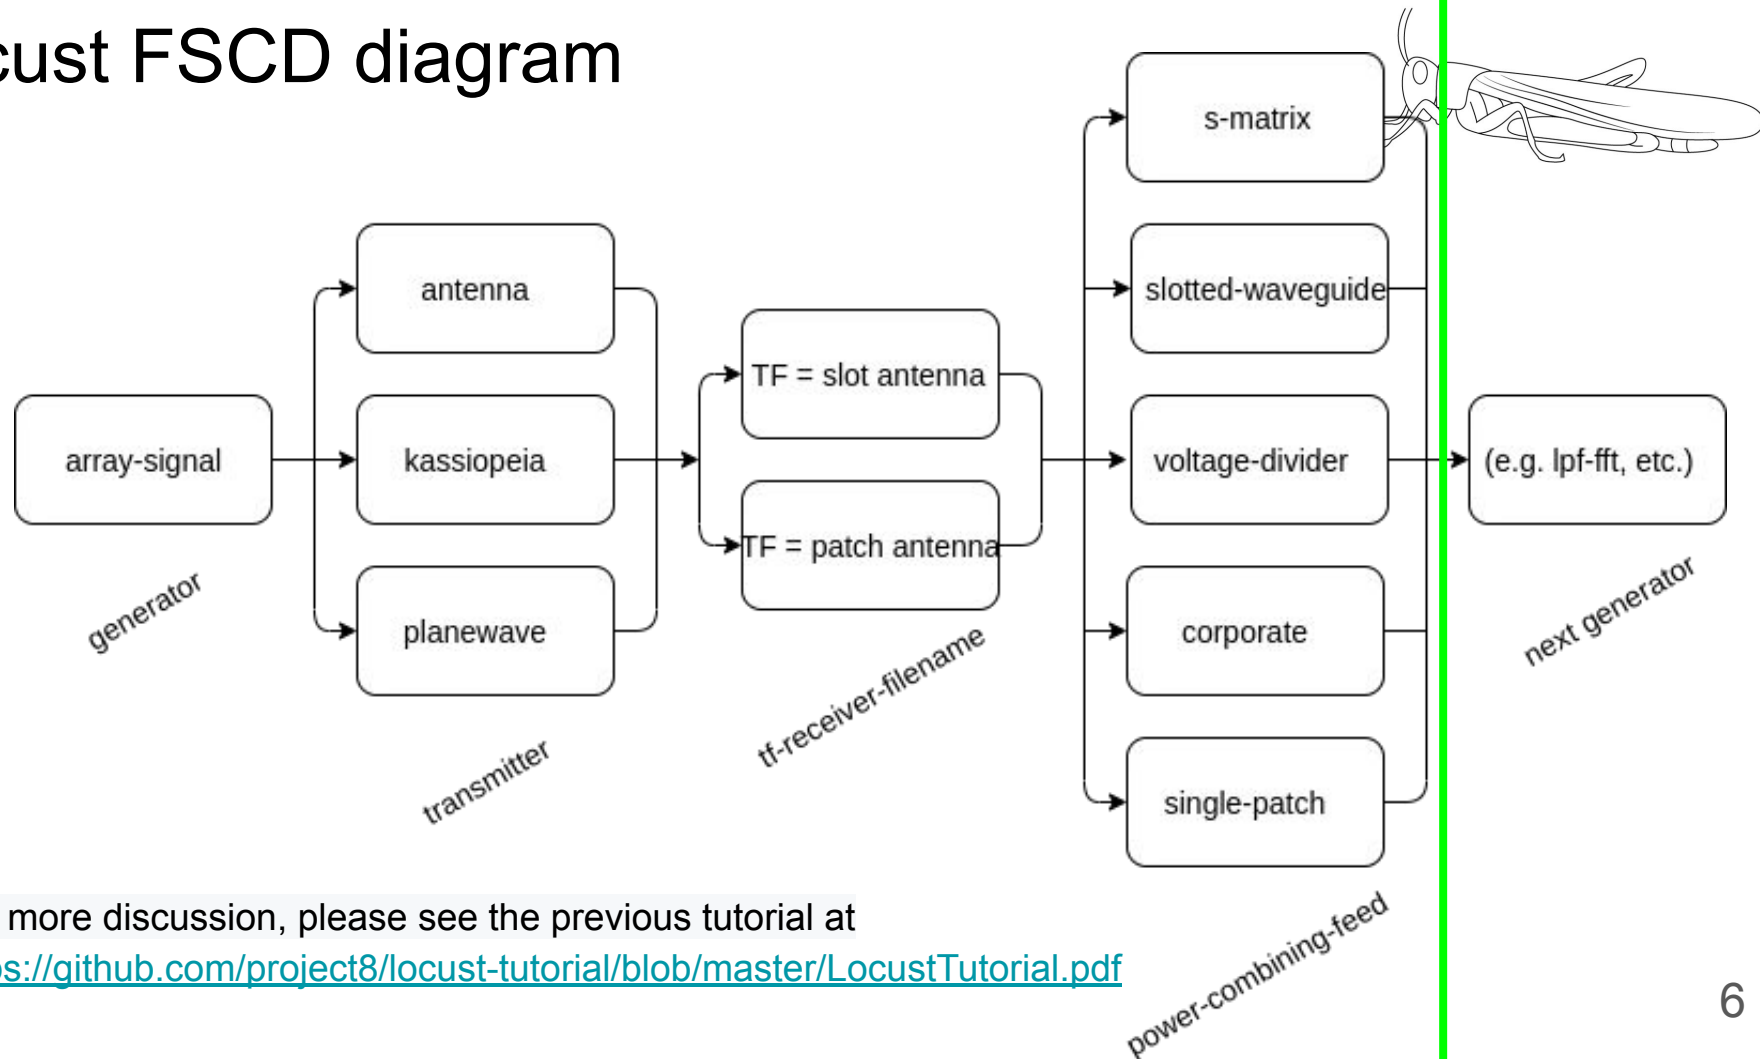 cust FSCD diagram
s-matrix
antenna
slotted-waveguide
TF = slot antenna
array-signal
kassiopeia
voltage-divider
(e.g. lpf-fft, etc.)
TF = patch antenna
generator
planewave
corporate
next generator
tf-receiver-filename
transmitter
single-patch
more discussion, please see the previous tutorial at
s://github.com/project8/locust-tutorial/blob/master/LocustTutorial.pdf
power-combining-feed
6